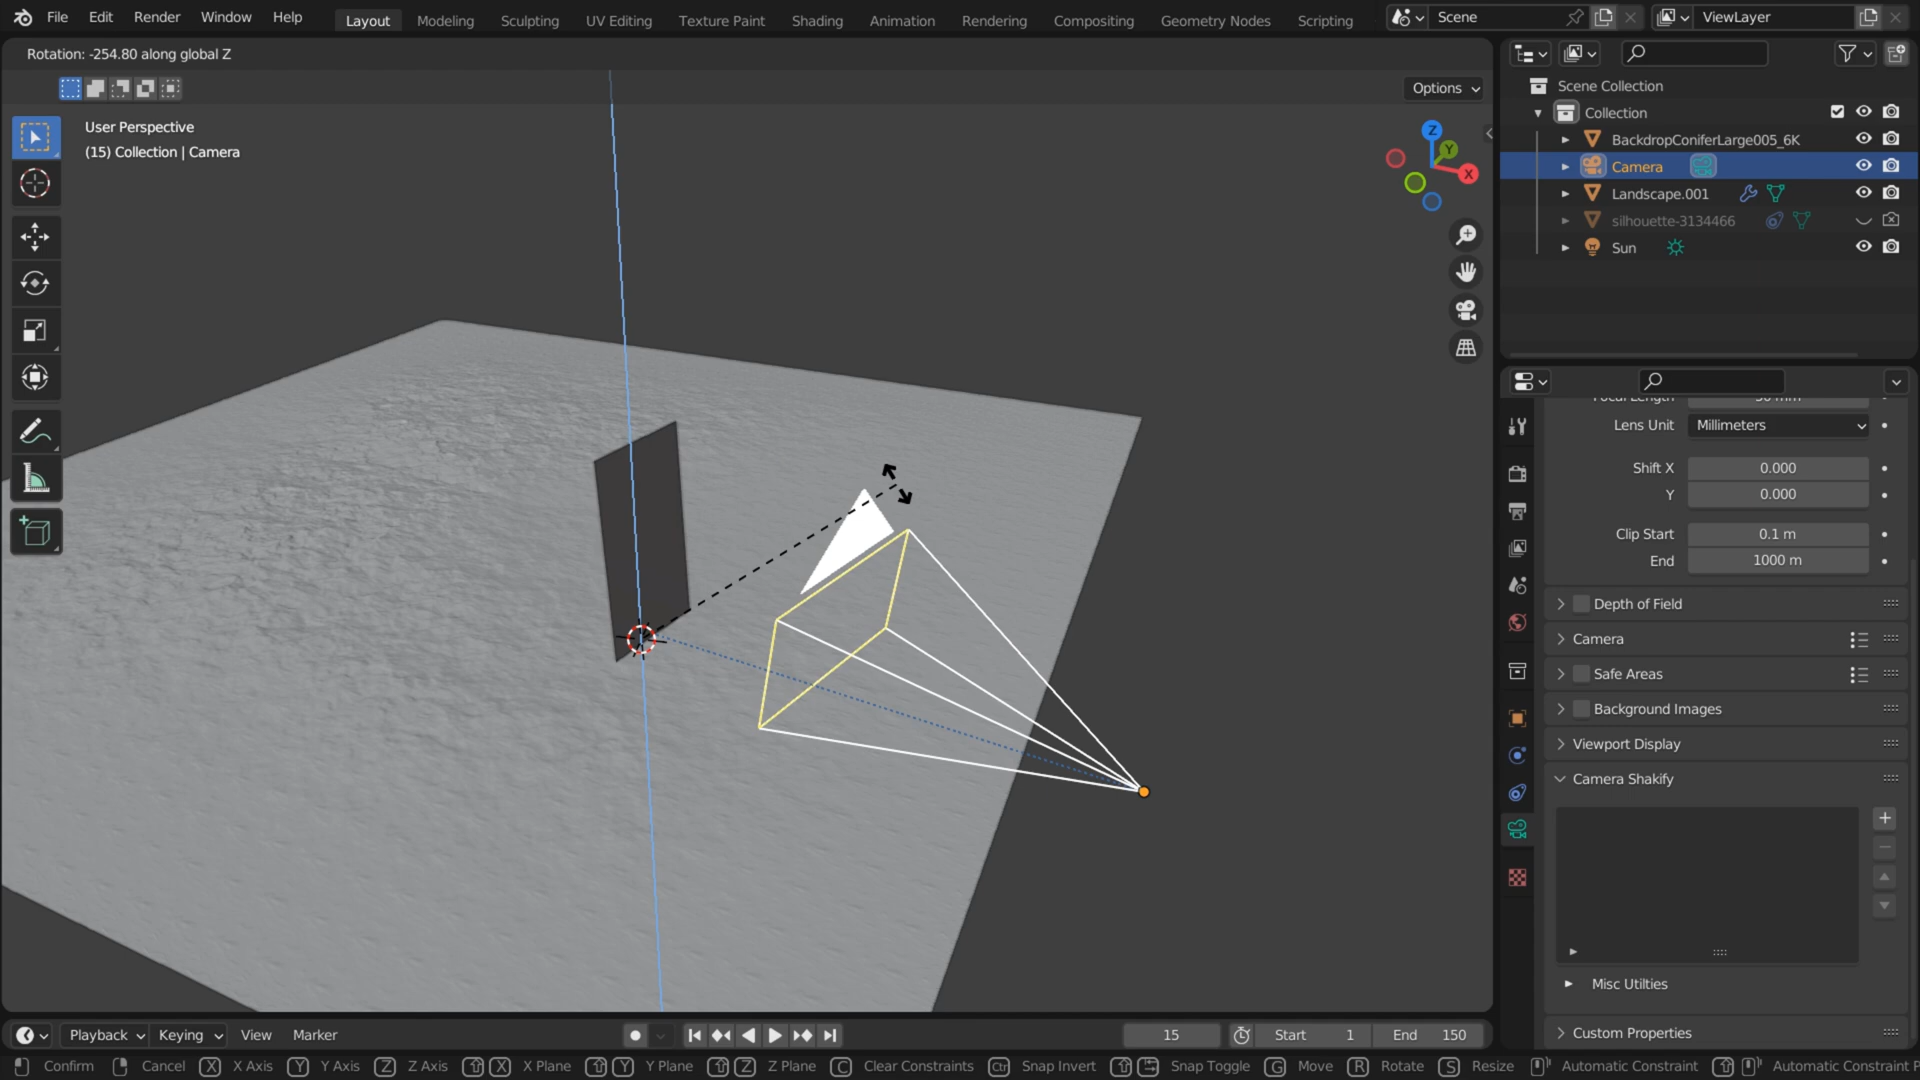 File Edit Render Window Help Layout Modeling Sculpting UV Editing Texture Paint Shading Animation Rendering Compositing Geometry Nodes Scripting Scene ViewLayer
Rotation: -254.80 along global Z
Options
User Perspective
(15) Collection | Camera
Z
Y
X
Scene Collection
Collection
BackdropConiferLarge005_6K
Camera
Landscape.001
silhouette-3134466
Sun
Lens Unit Millimeters
Shift X 0.000
Y 0.000
Clip Start 0.1 m
End 1000 m
Depth of Field
Camera
Safe Areas
Background Images
Viewport Display
Camera Shakify
Misc Utilties
Custom Properties
Playback Keying View Marker 15 Start 1 End 150
Confirm Cancel X X Axis Y Y Axis Z Z Axis X X Plane Y Y Plane Z Z Plane C Clear Constraints Ctrl Snap Invert Snap Toggle G Move R Rotate S Resize Automatic Constraint Automatic Constraint P